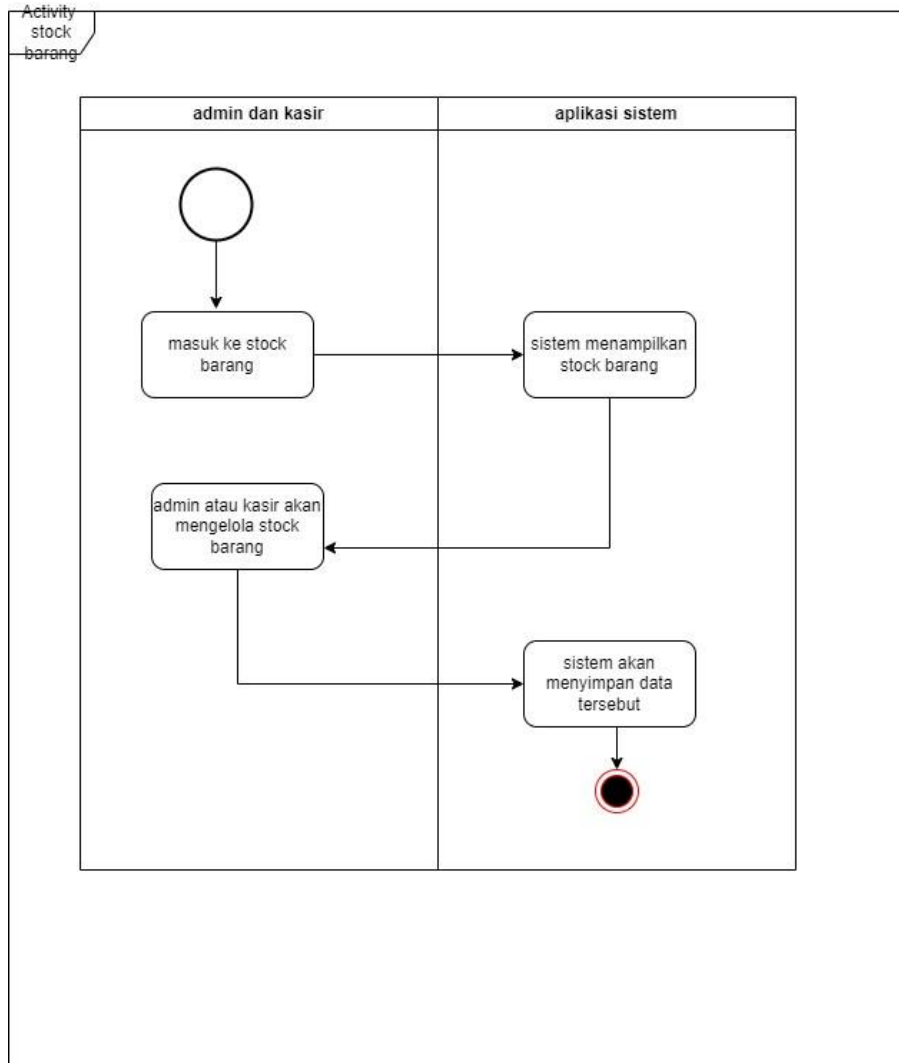 Activity
stock
barang
admin dan kasir
aplikasi sistem
masuk ke stock
barang
sistem menampilkan
stock barang
admin atau kasir akan
mengelola stock
barang
sistem akan
menyimpan data
tersebut